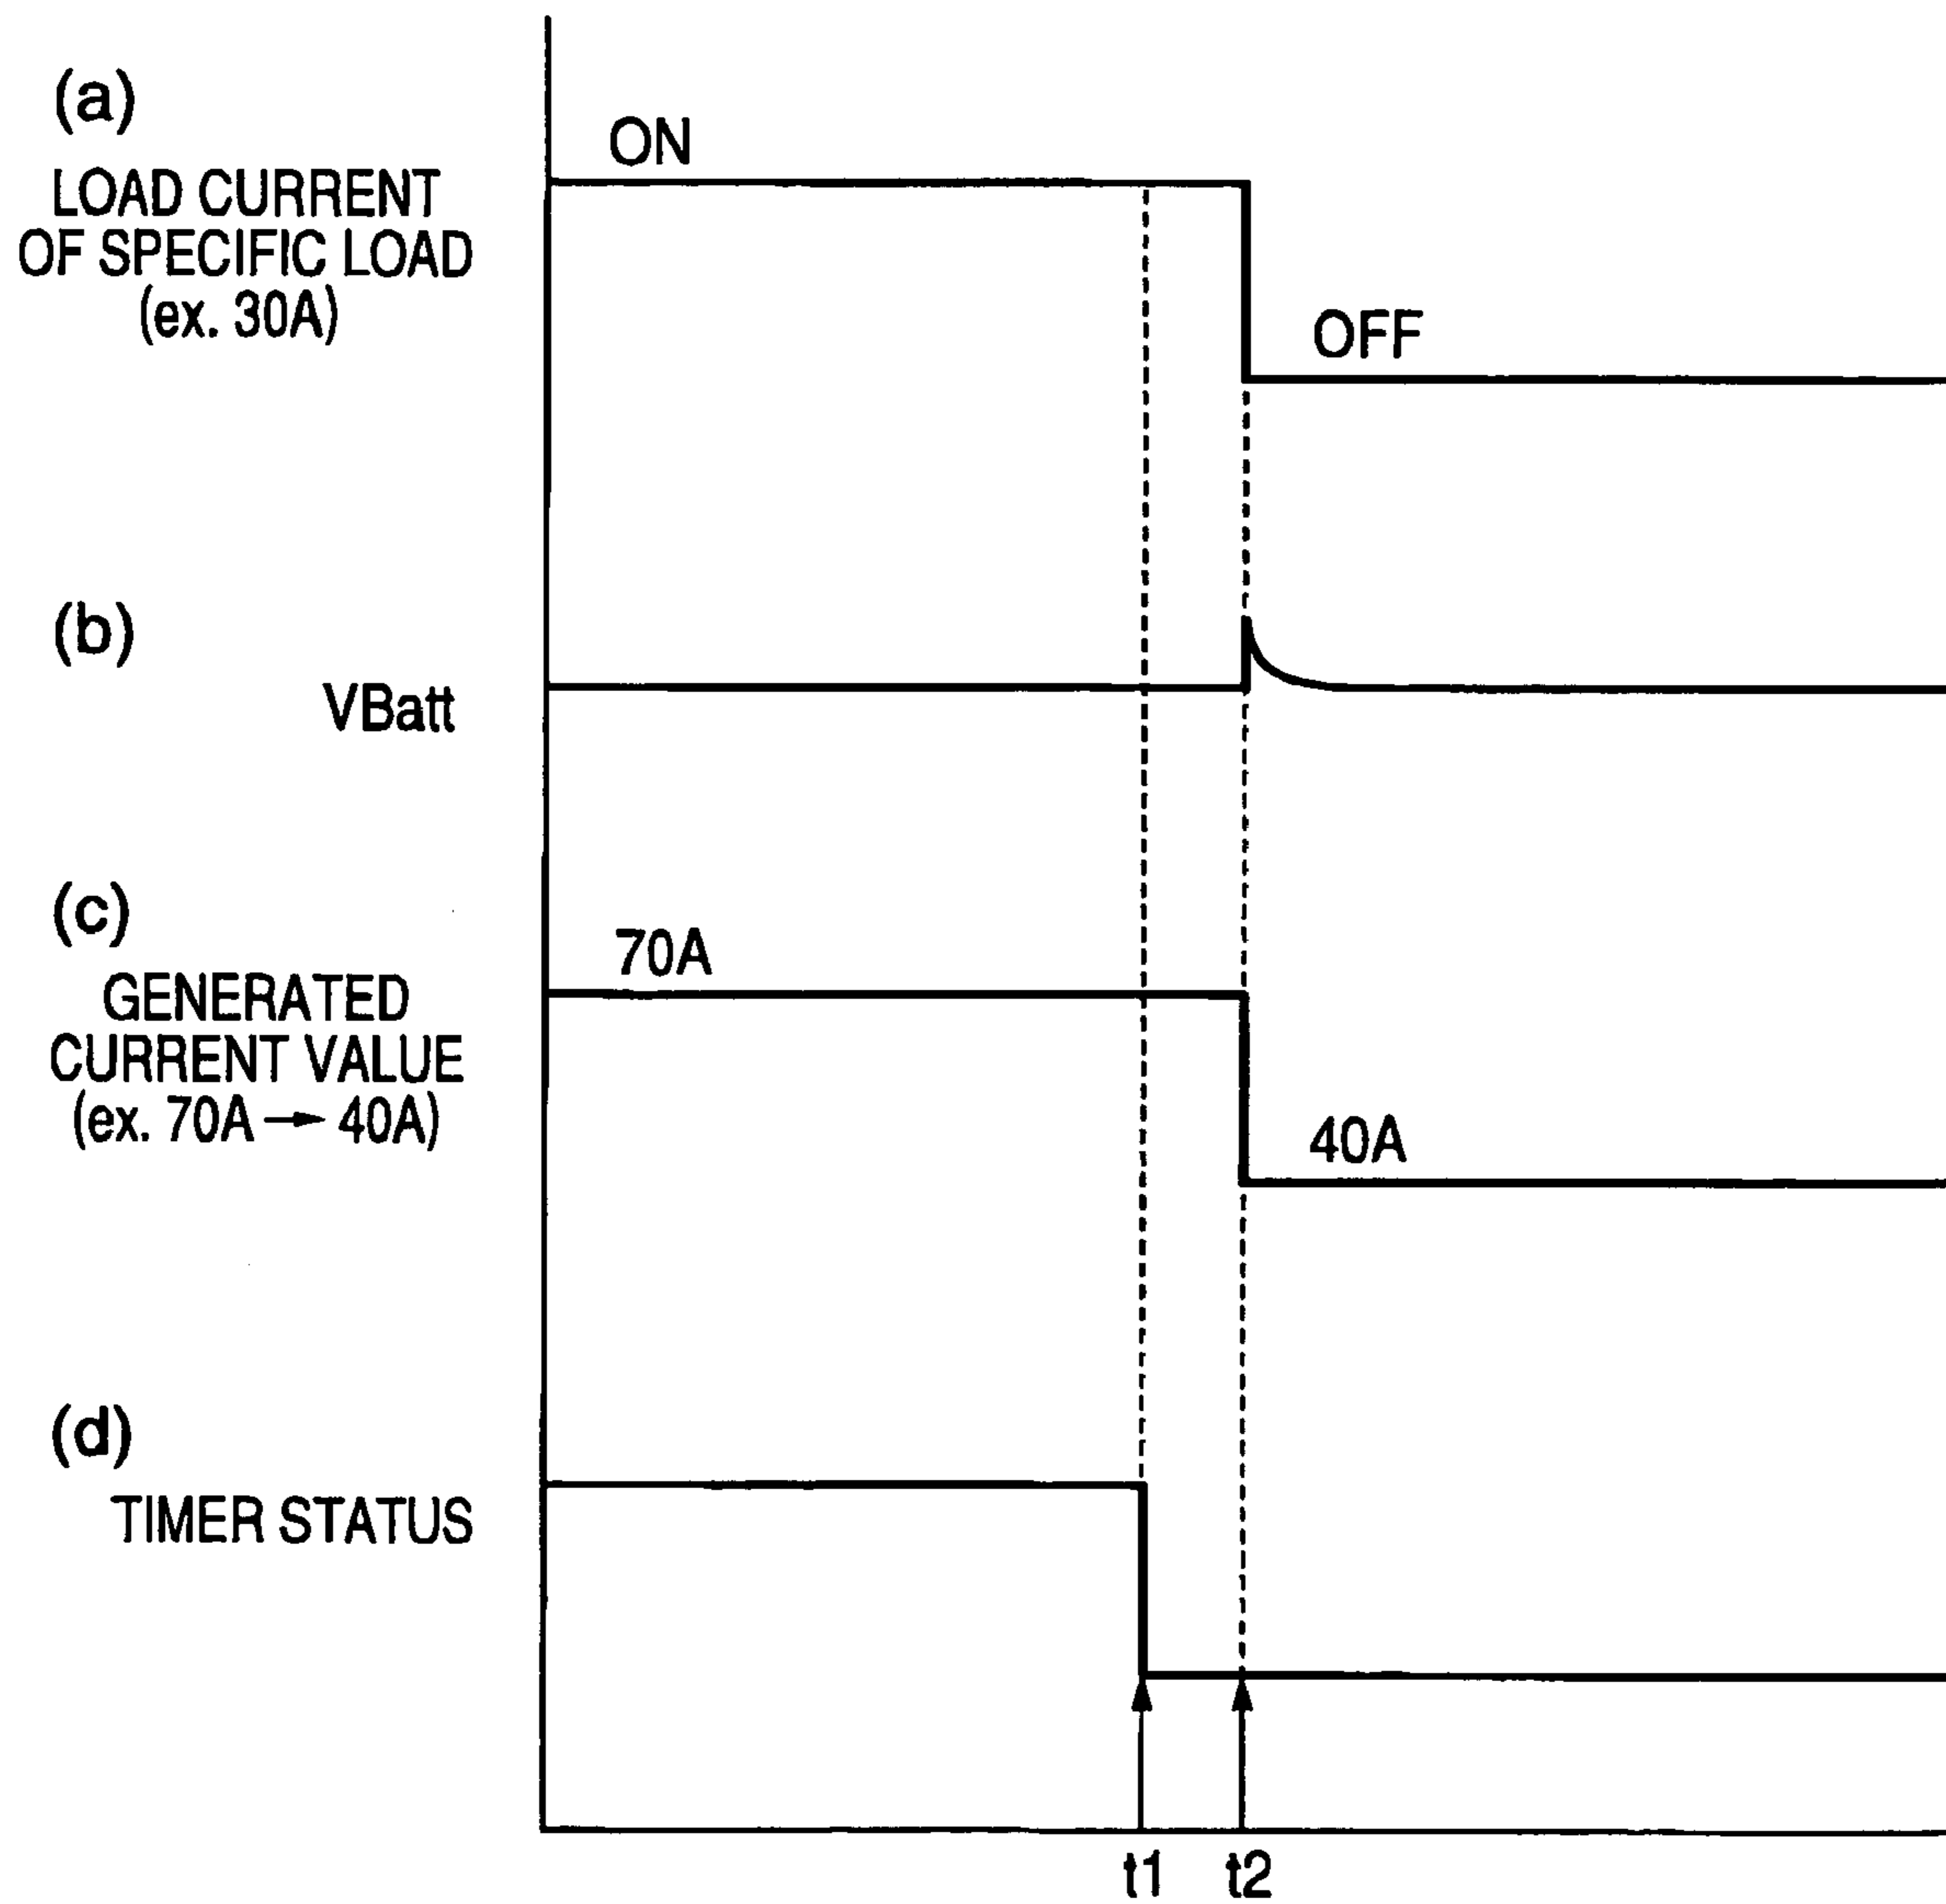 (a)
ON
LOAD CURRENT
OF SPECIFIC LOAD
(ex. 30A)
OFF
(b)
VBatt
(c)
70A
GENERATED
CURRENT VALUE
(ex. 70A → 40A)
40A
(d)
TIMER STATUS
t1 t2